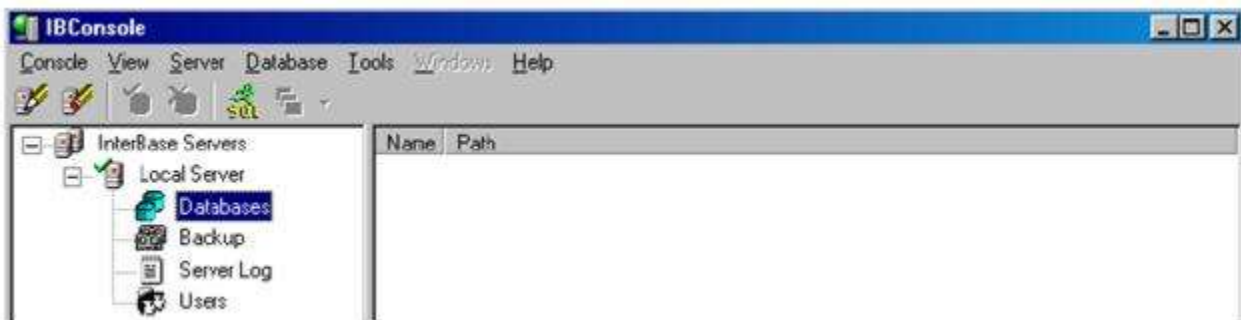 IBConsole
Console View Server Database Tools Windows Help
SQL
InterBase Servers
Name Path
Local Server
Databases
Backup
Server Log
Users